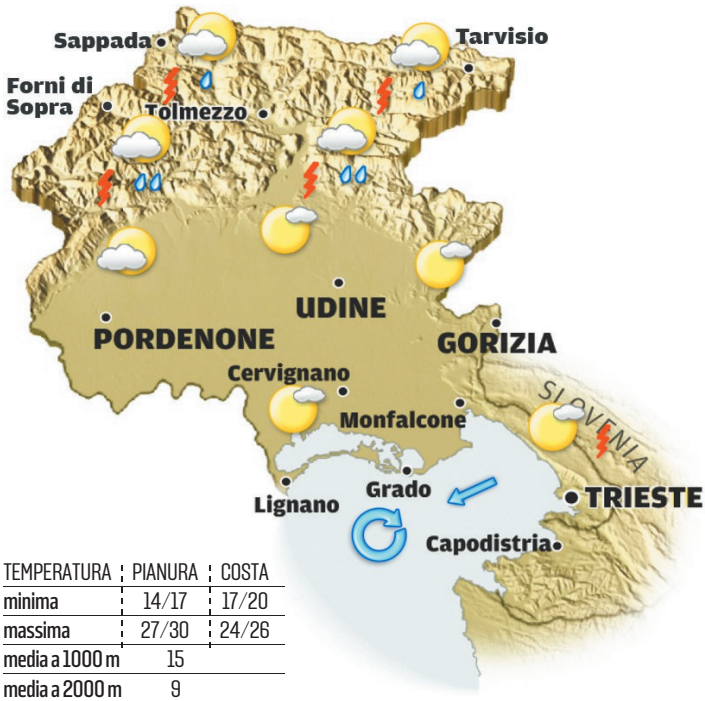 Sappada
Tarvisio
Forni di
Sopra
Tolmezzo
UDINE
PORDENONE
GORIZIA
Cervignano
SLOVENIA
Monfalcone
Lignano
Grado
TRIESTE
Capodistria
TEMPERATURA PIANURA COSTA
minima 14/17 17/20
massima 27/30 24/26
media a 1000 m 15
media a 2000 m 9